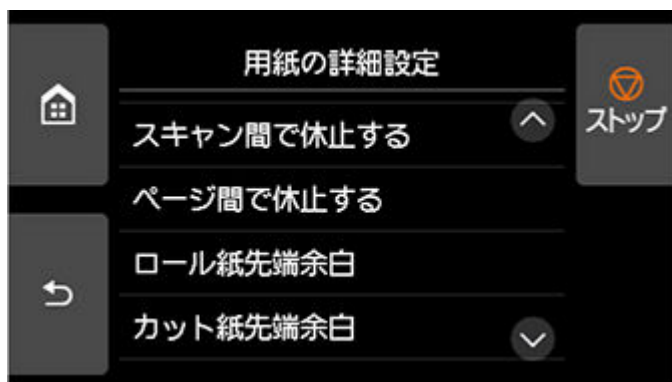 用紙の詳細設定
ストップ
スキャン間で休止する
ページ間で休止する
ロール紙先端余白
カット紙先端余白